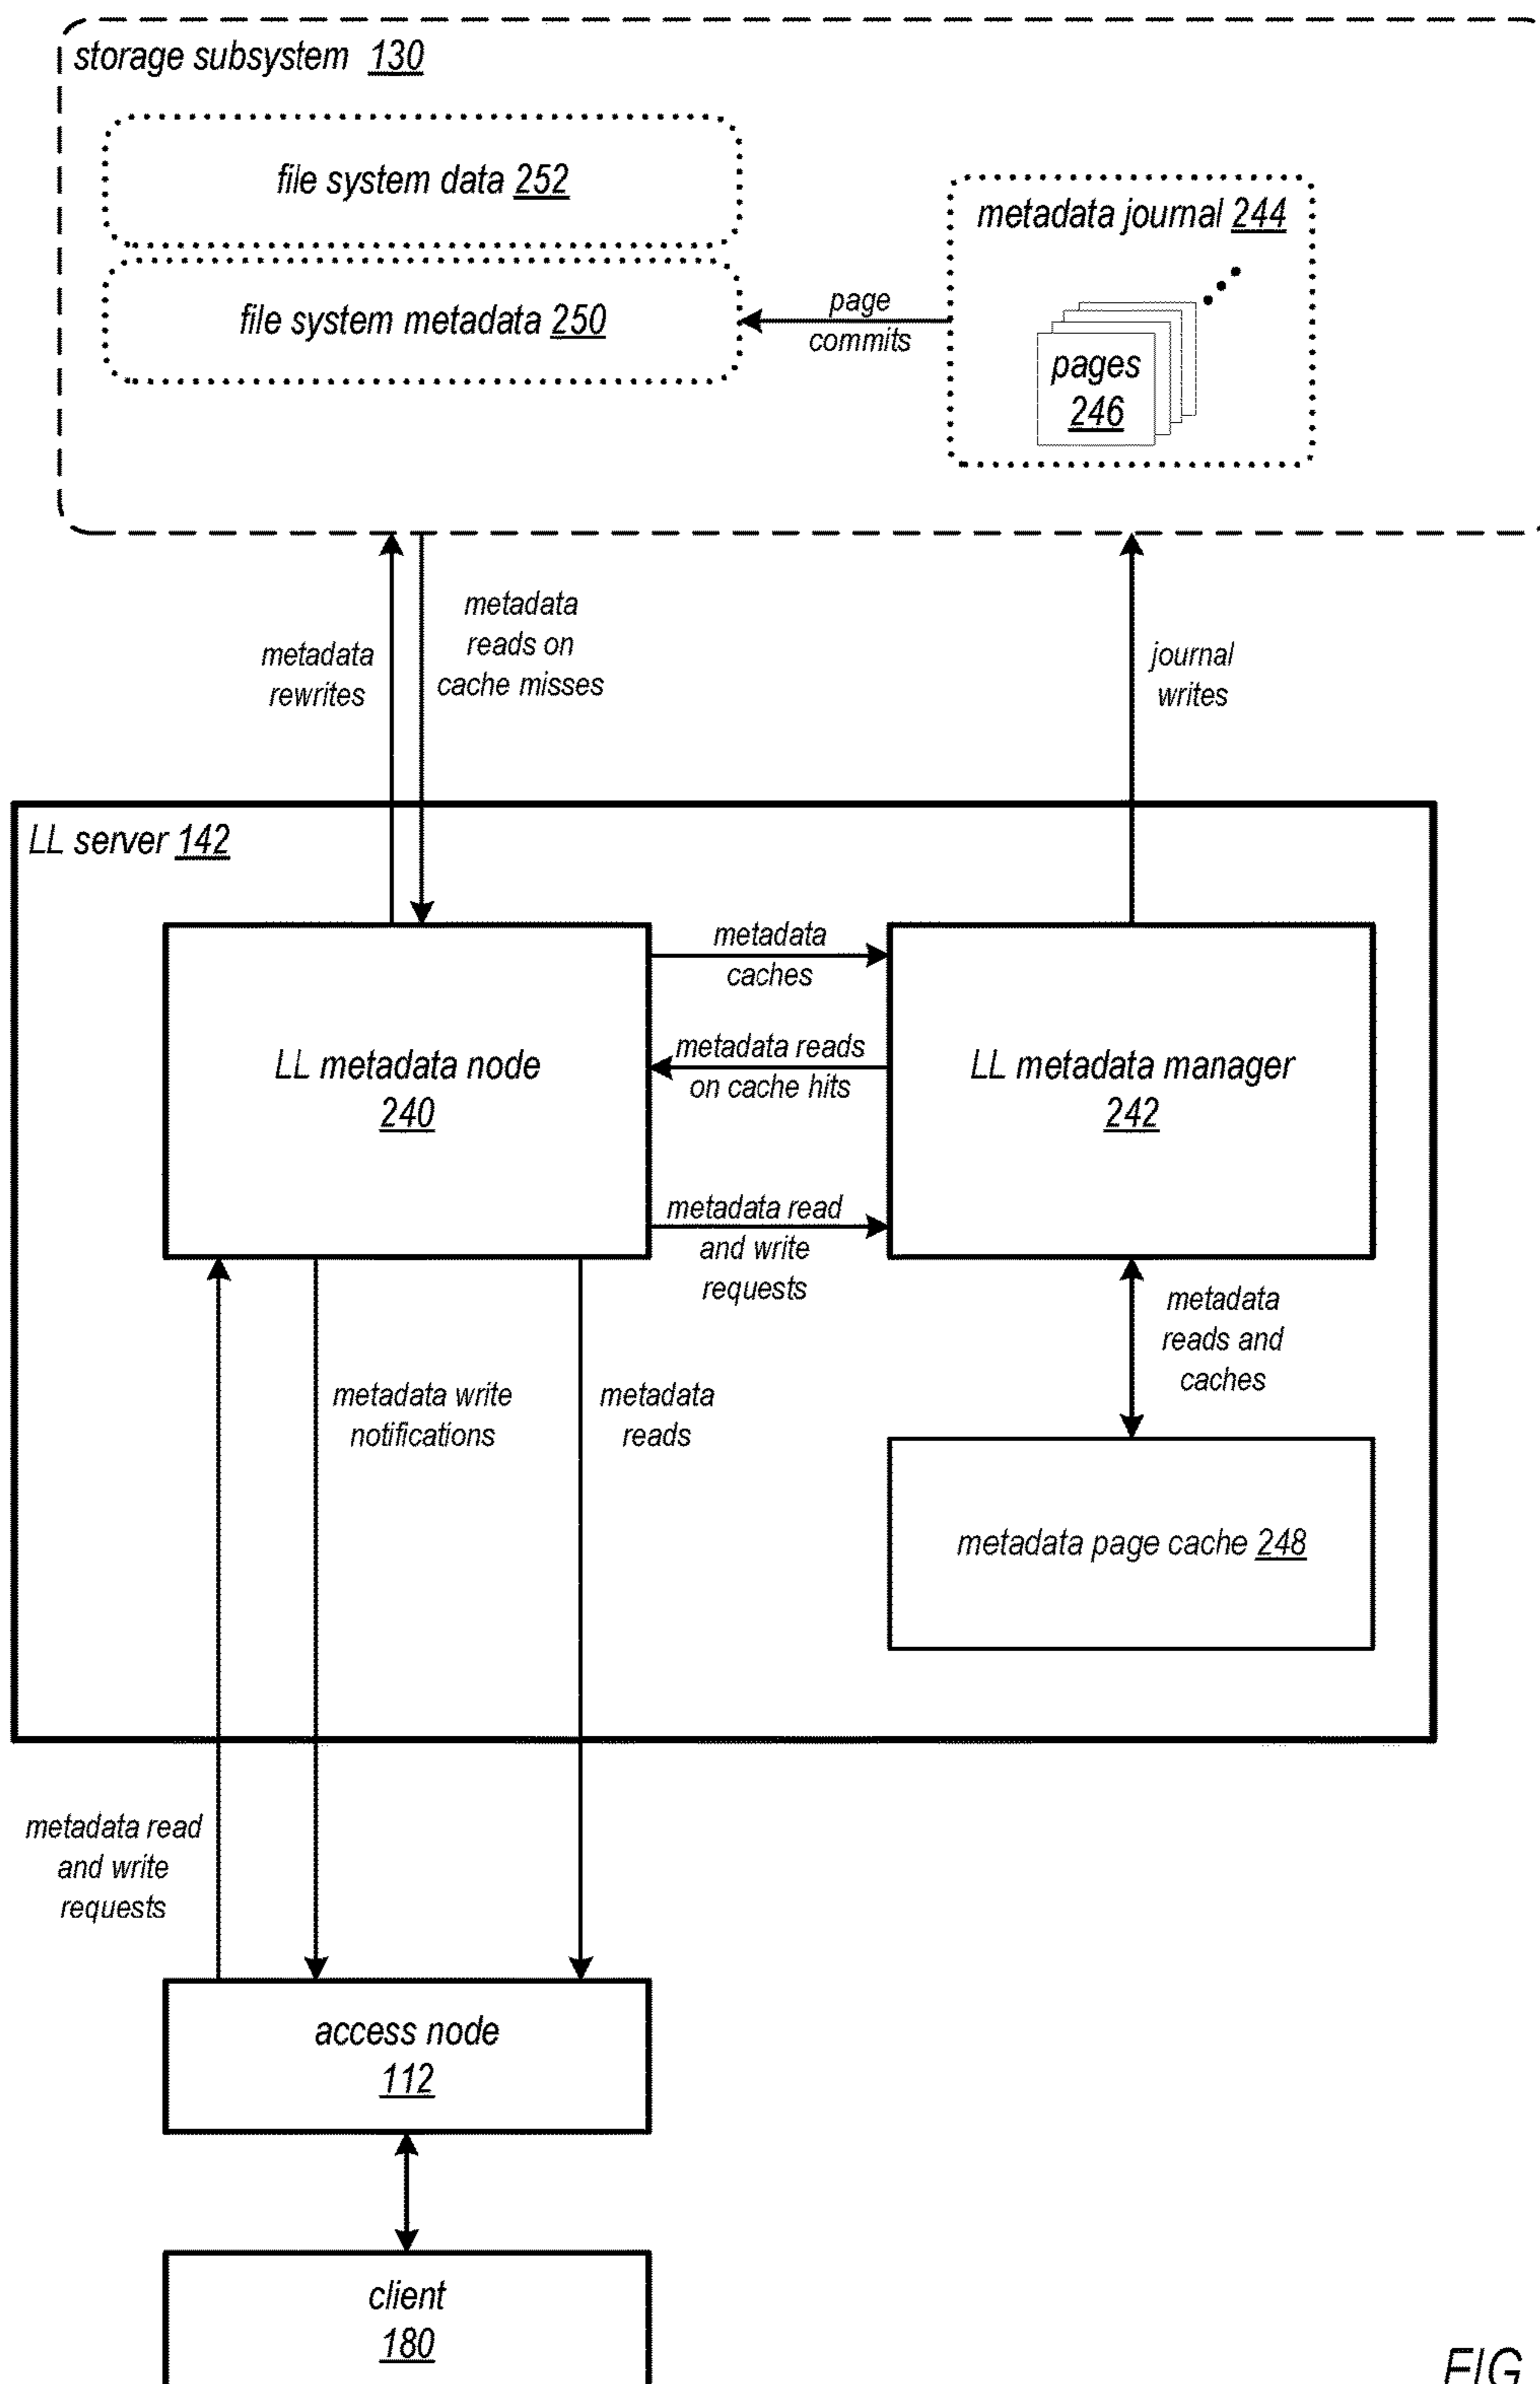 storage subsystem 130
file system data 252
metadata journal 244
file system metadata 250
page
commits
pages
246
metadata
rewrites
metadata
reads on
cache misses
journal
writes
LL server 142
metadata
caches
LL metadata node
240
metadata reads
on cache hits
LL metadata manager
242
metadata read
and write
requests
metadata
reads and
caches
metadata write
notifications
metadata
reads
metadata page cache 248
metadata read
and write
requests
access node
112
client
180
FIG